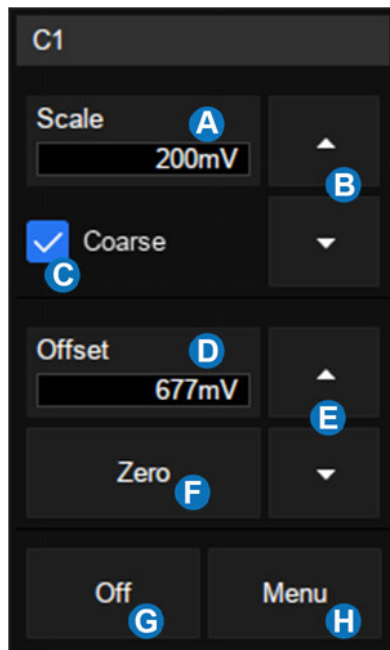 C1
Scale
A
200mV
B
Coarse
C
Offset
D
677mV
E
Zero
F
Off
Menu
G
H